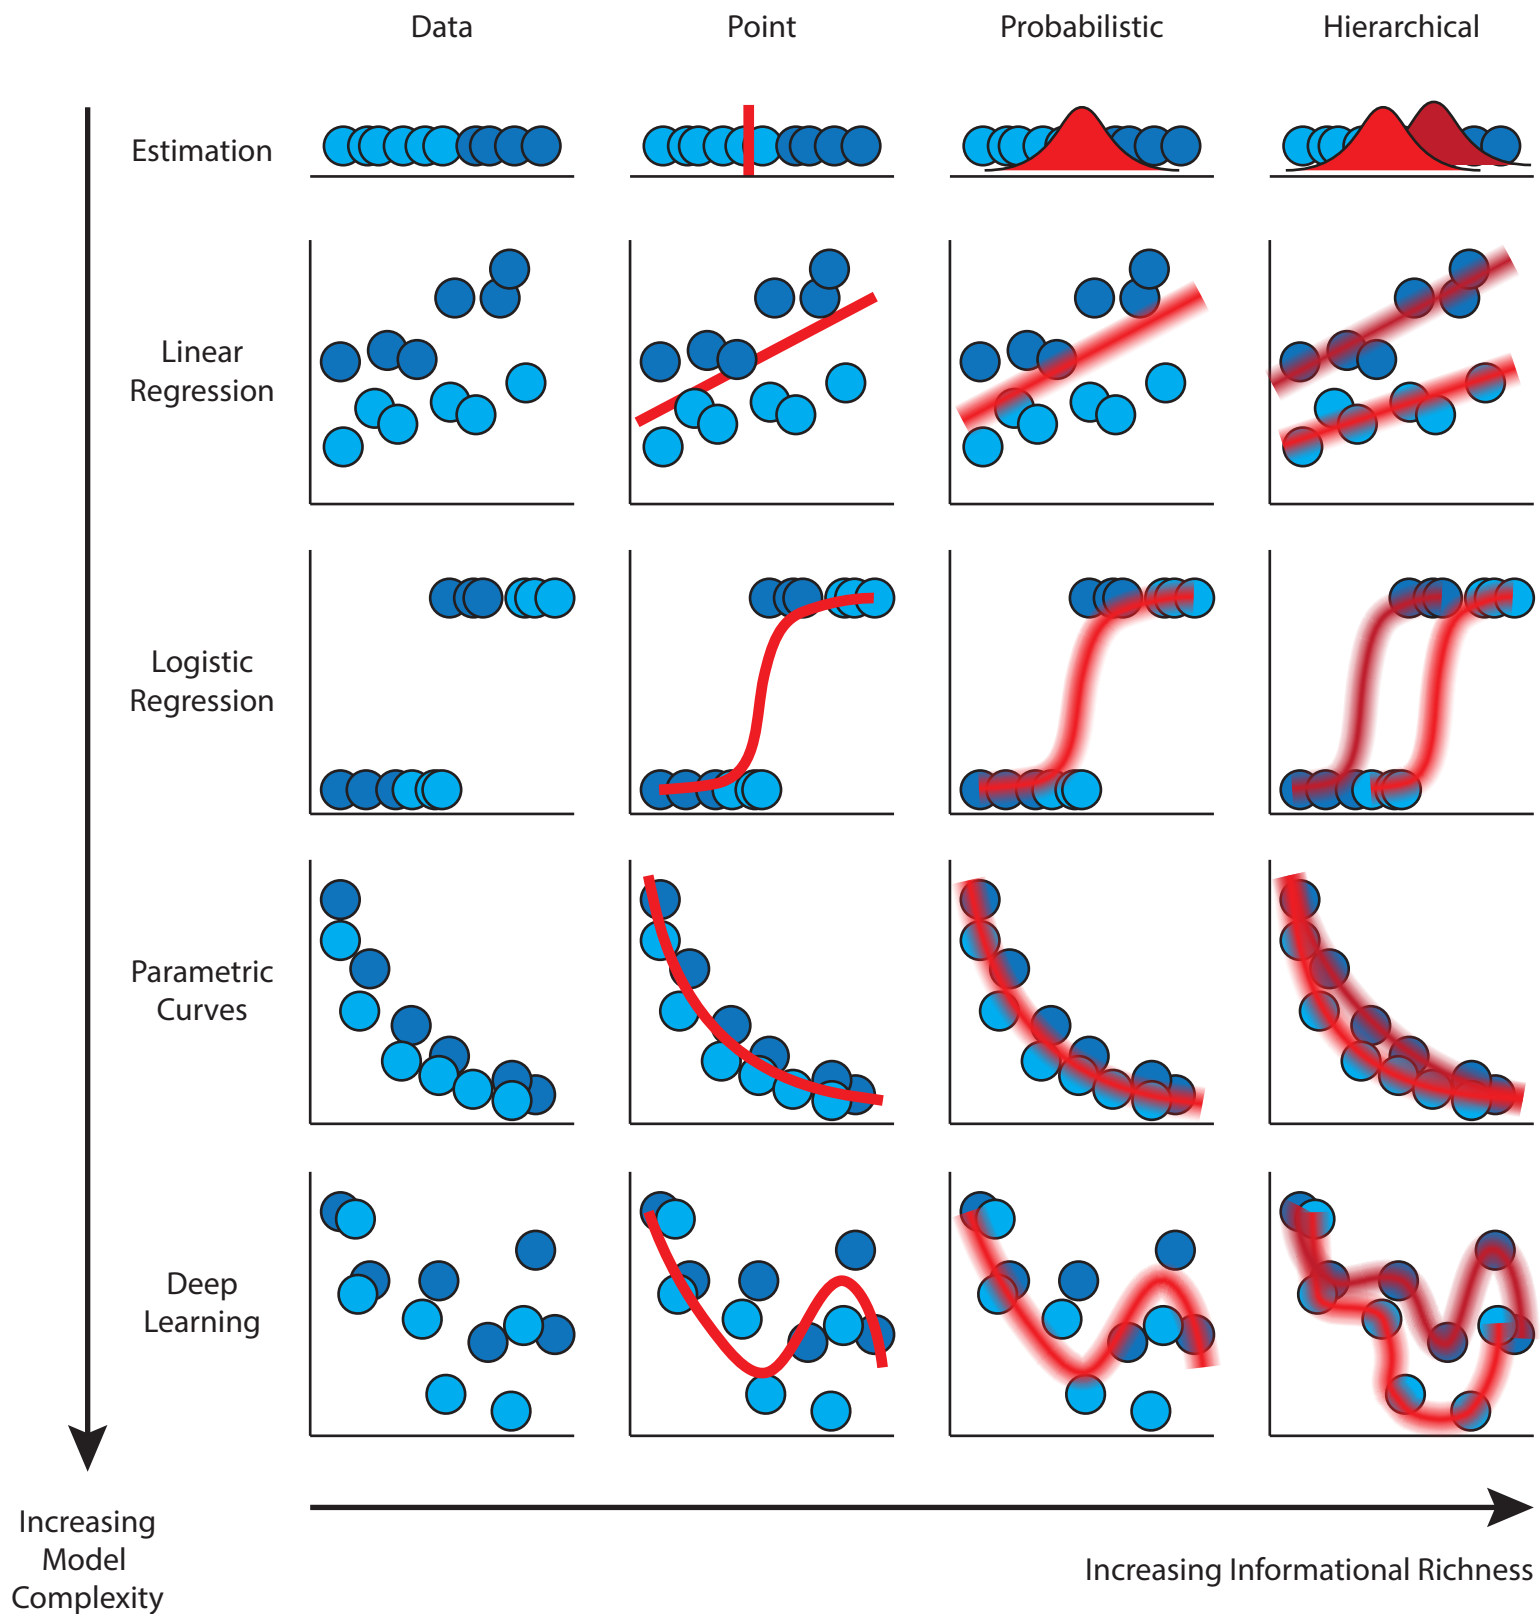 Data
Point
Probabilistic
Hierarchical
Estimation
Linear
Regression
Logistic
Regression
Parametric
Curves
Deep
Learning
Increasing
Model
Complexity
Increasing Informational Richness